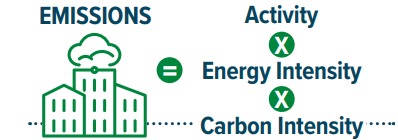 EMISSIONS
=
Activity
X
Energy Intensity
X
Carbon Intensity